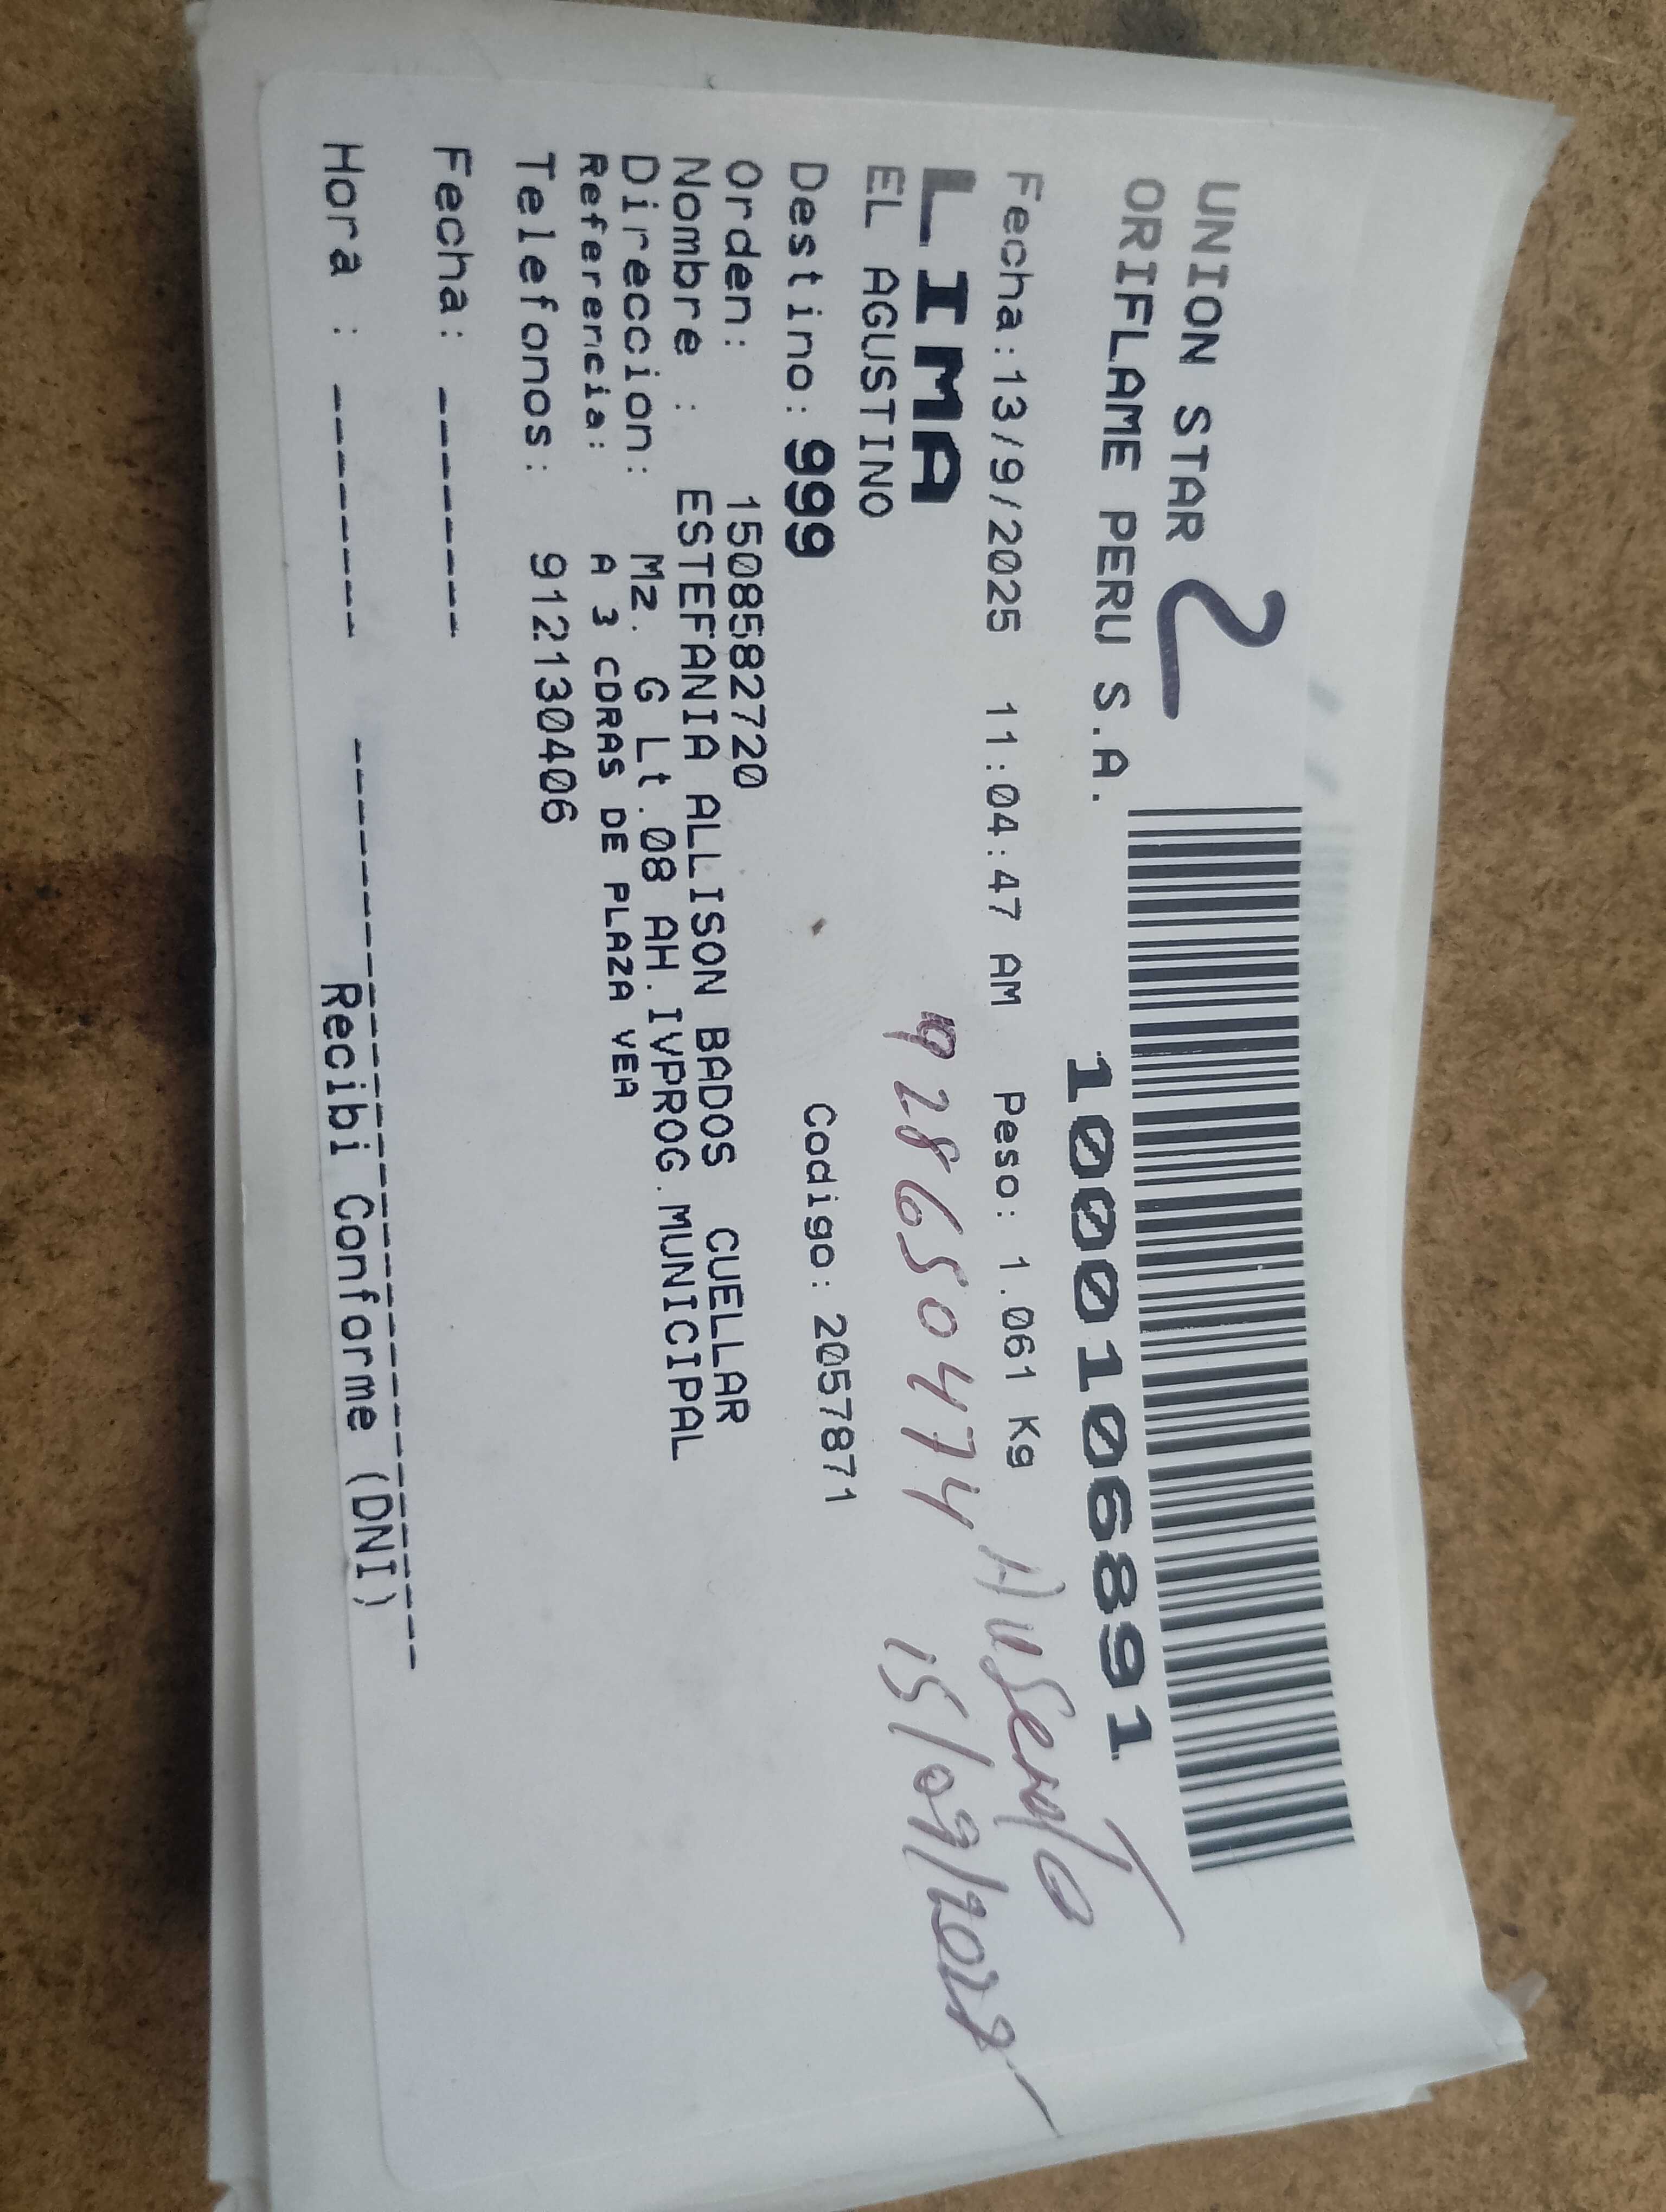 UNION STAR 2
ORIFLAME PERU S.A.
1000106891
Fecha:13/9/2025 11:04:47 AM Peso: 1.061 Kg
Ausente
LIMA
928650474 15/09/2025
EL AGUSTINO
Destino: 999 Codigo: 2057871
Orden: 1508582720
Nombre : ESTEFANIA ALLISON BADOS CUELLAR
Direccion: Mz. G Lt.08 AH.IVPROG.MUNICIPAL
Referencia: A 3 CDRAS DE PLAZA VEA
Telefonos: 912130406
Fecha: -------
Hora : -------
Recibi Conforme (DNI)